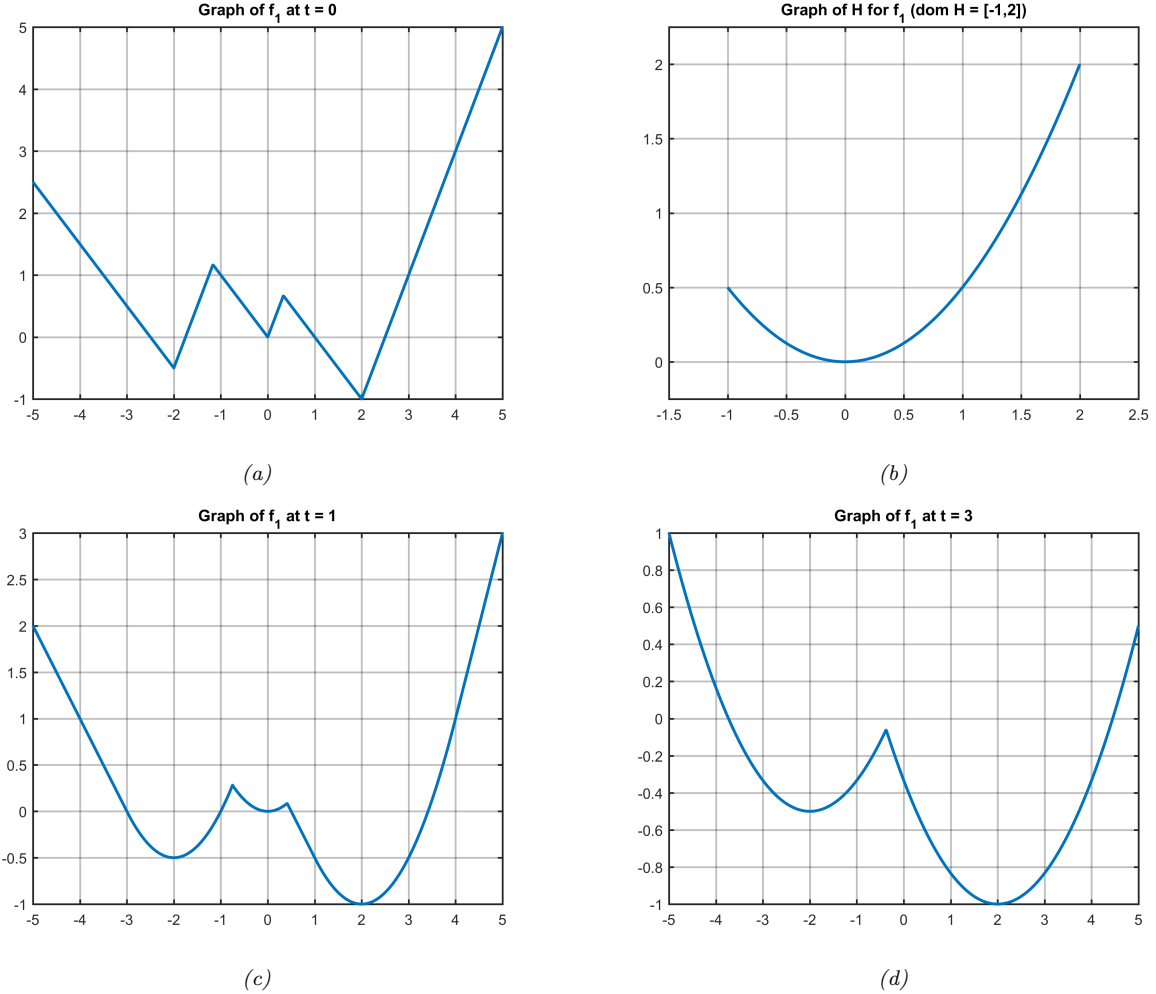 Graph of f1 at t = 0
5
4
3
2
1
0
-1
-5 -4 -3 -2 -1 0 1 2 3 4 5
(a)
Graph of H for f1 (dom H = [-1,2])
2
1.5
1
0.5
0
-1.5 -1 -0.5 0 0.5 1 1.5 2 2.5
(b)
Graph of f1 at t = 1
3
2.5
2
1.5
1
0.5
0
-0.5
-1
-5 -4 -3 -2 -1 0 1 2 3 4 5
(c)
Graph of f1 at t = 3
1
0.8
0.6
0.4
0.2
0
-0.2
-0.4
-0.6
-0.8
-1
-5 -4 -3 -2 -1 0 1 2 3 4 5
(d)